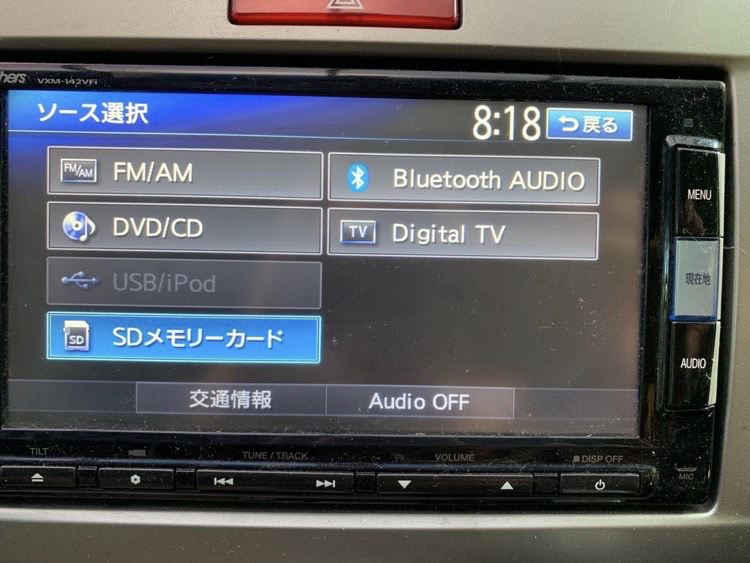 hers VXM-142VFi
ソース選択 8:18 戻る
FM/AM FM/AM Bluetooth AUDIO
DVD/CD TV Digital TV
USB/iPod
SD SDメモリーカード
交通情報 Audio OFF
MENU
現在地
AUDIO
TILT TUNE / TRACK VOLUME DISP OFF
MIC